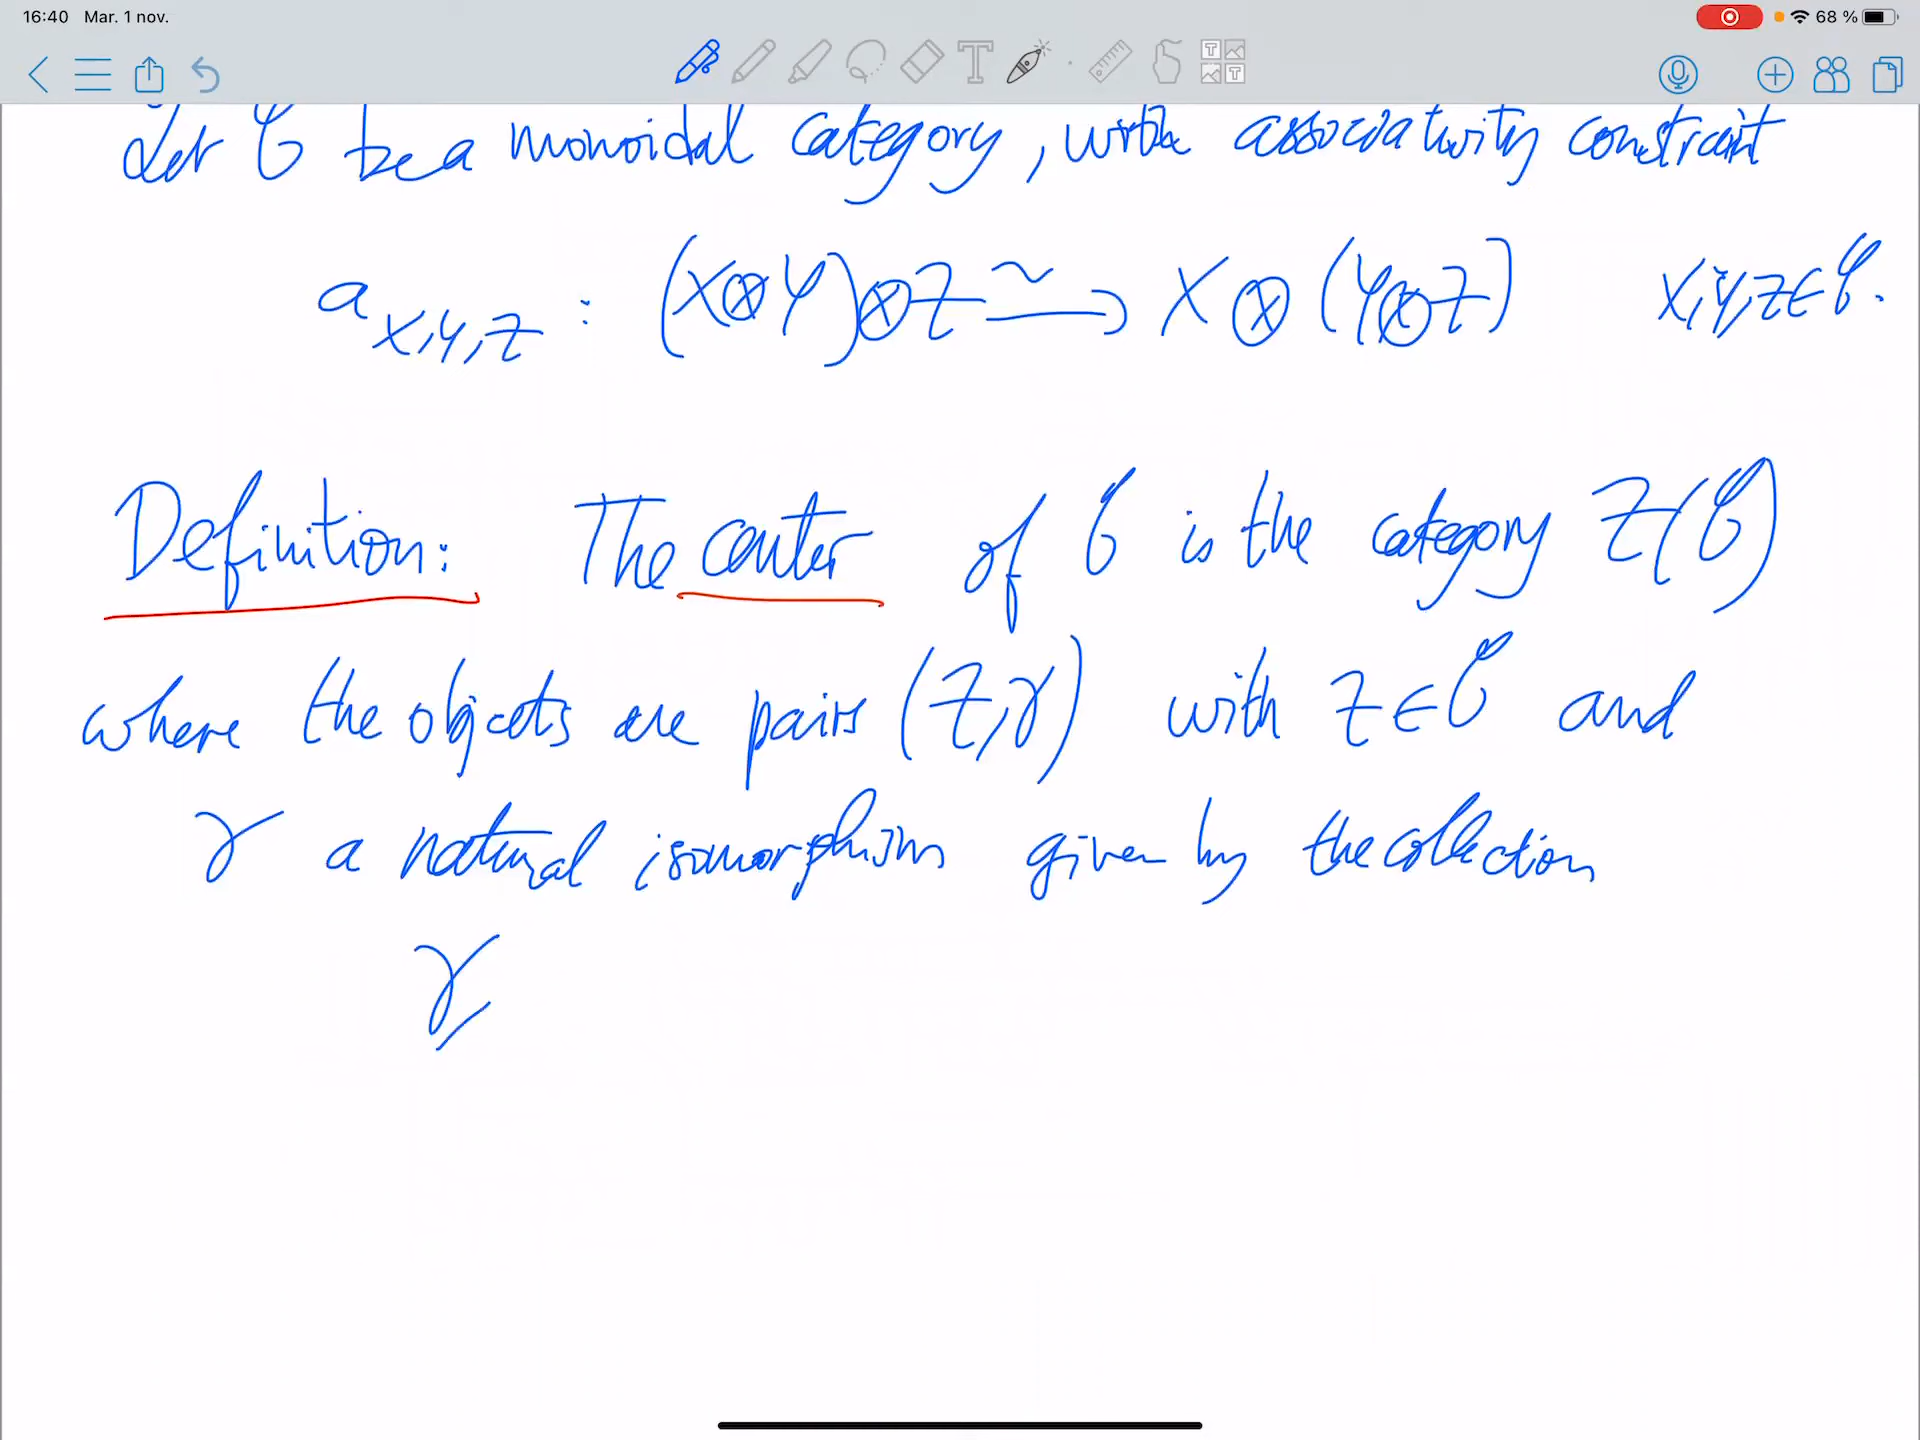 16:40 Mar. 1 nov. 68 %
Let 𝒞 be a monoidal category, with associativity constraint
a_{X,Y,Z} : (X⊗Y)⊗Z ⥲ X⊗(Y⊗Z) X,Y,Z∈𝒞.
Definition: The center of 𝒞 is the category Z(𝒞)
where the objects are pairs (Z,γ) with Z∈𝒞 and
γ a natural isomorphism given by the collection
γ